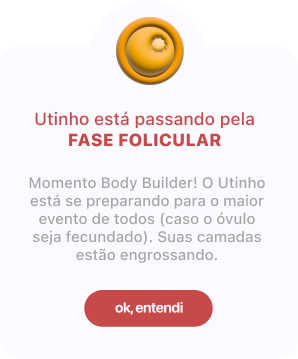 Utinho está passando pela
FASE FOLICULAR
Momento Body Builder! O Utinho
está se preparando para o maior
evento de todos (caso o óvulo
seja fecundado). Suas camadas
estão engrossando.
ok, entendi